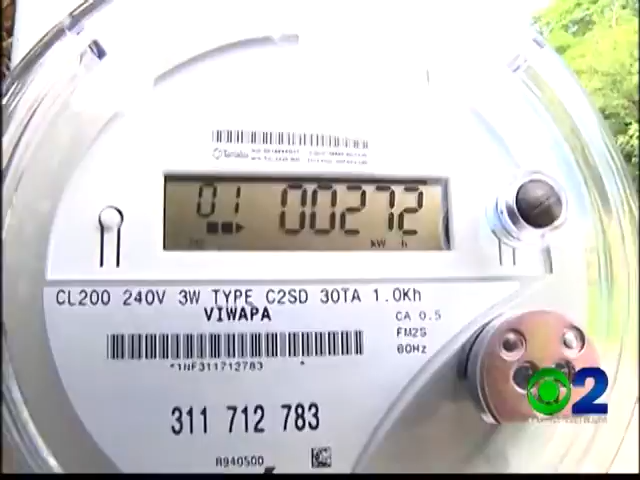 01 00272
kW h
CL200 240V 3W TYPE C2SD 30TA 1.0Kh
VIWAPA
CA 0.5
FM2S
60Hz
*1NF311712783 *
311 712 783
2